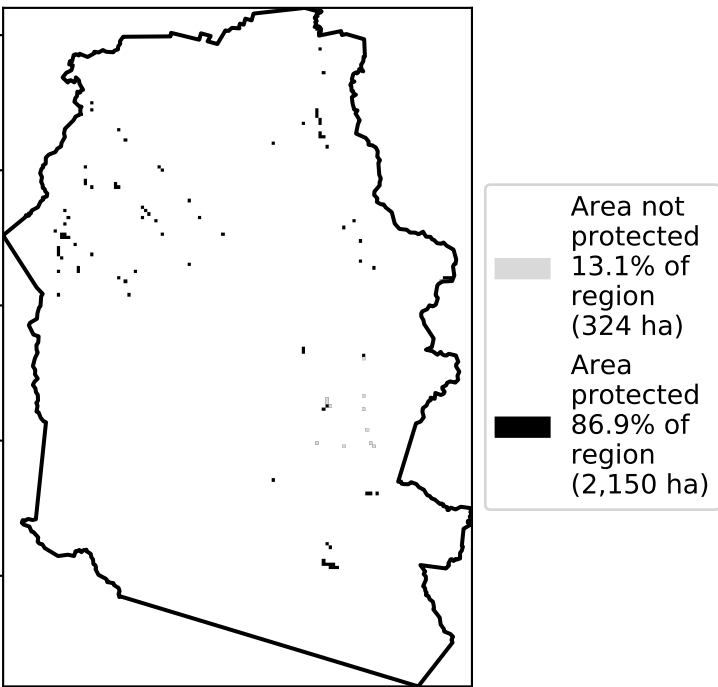 Area not
protected
13.1% of
region
(324 ha)
Area
protected
86.9% of
region
(2,150 ha)